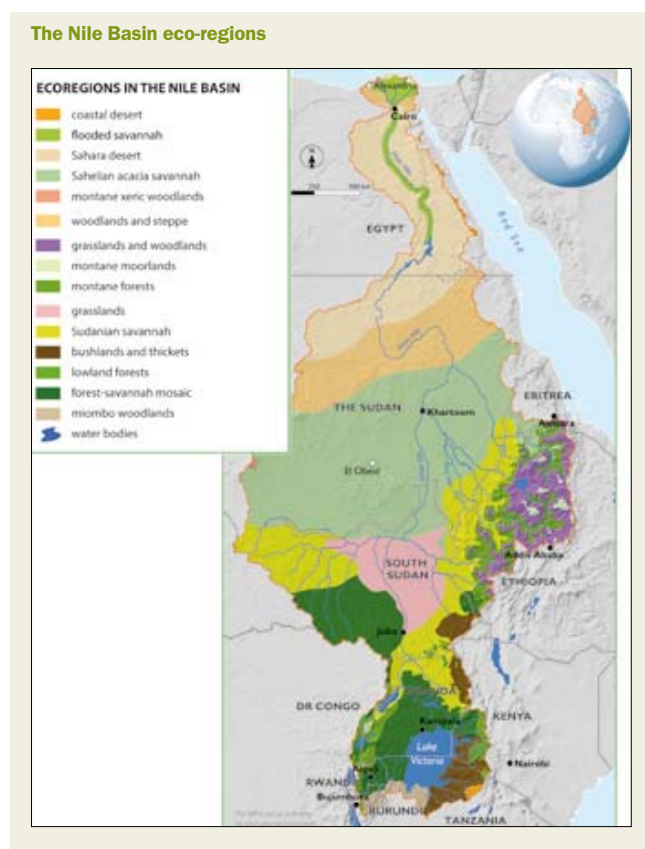 The Nile Basin eco-regions
ECOREGIONS IN THE NILE BASIN
coastal desert
flooded savannah
Sahara desert
Sahelian acacia savannah
montane xeric woodlands
woodlands and steppe
grasslands and woodlands
montane moorlands
montane forests
grasslands
Sudanian savannah
bushlands and thickets
lowland forests
forest-savannah mosaic
miombo woodlands
water bodies
Alexandria
Cairo
N
EGYPT
Red Sea
THE SUDAN
Khartoum
ERITREA
Asmara
El Obeid
SOUTH
SUDAN
Addis Ababa
ETHIOPIA
Juba
UGANDA
DR CONGO
Kampala
KENYA
Lake
Victoria
Nairobi
Kigali
RWANDA
Bujumbura
BURUNDI
TANZANIA